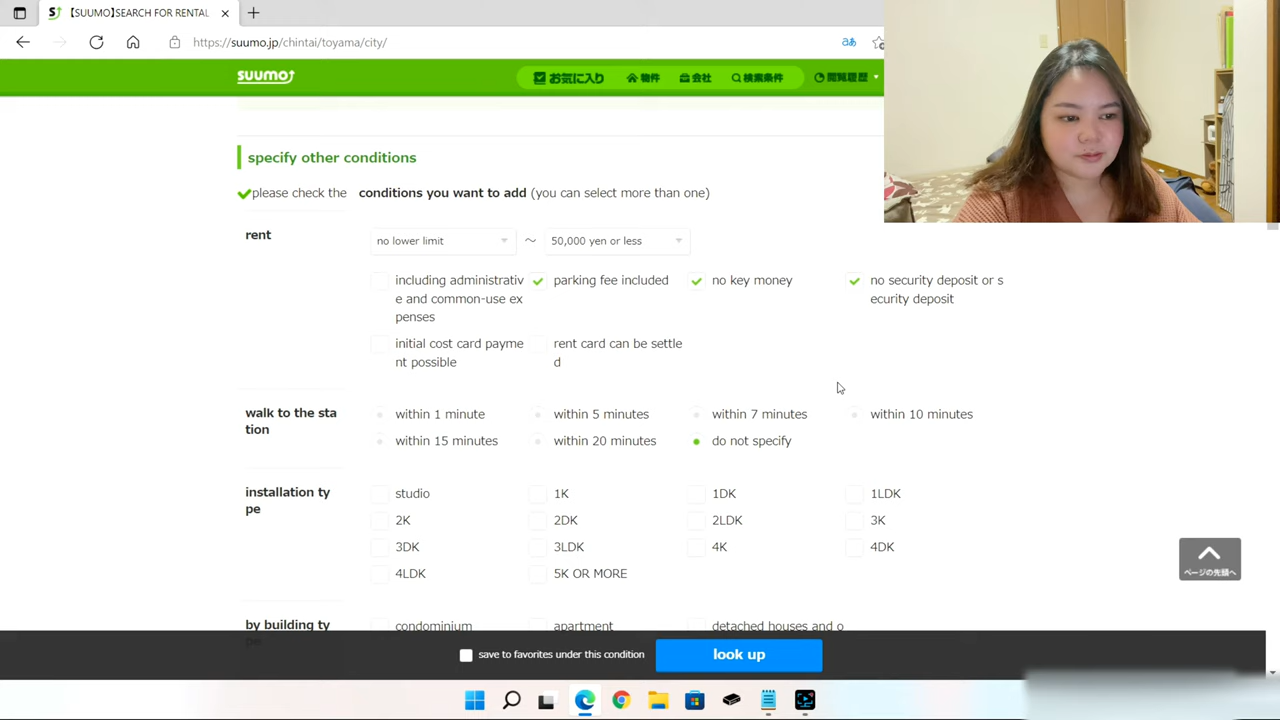 【SUUMO】SEARCH FOR RENTAL
https://suumo.jp/chintai/toyama/city/
あ
suumo
お気に入り 物件 会社 検索条件 閲覧履歴
specify other conditions
please check the conditions you want to add (you can select more than one)
rent
no lower limit ~ 50,000 yen or less
including administrativ
e and common-use ex
penses
parking fee included
no key money
no security deposit or s
ecurity deposit
initial cost card payme
nt possible
rent card can be settle
d
walk to the sta
tion
within 1 minute within 5 minutes within 7 minutes within 10 minutes
within 15 minutes within 20 minutes do not specify
installation ty
pe
studio 1K 1DK 1LDK
2K 2DK 2LDK 3K
3DK 3LDK 4K 4DK
4LDK 5K OR MORE
by building ty
pe
condominium apartment detached houses and o
save to favorites under this condition
look up
ページの先頭へ